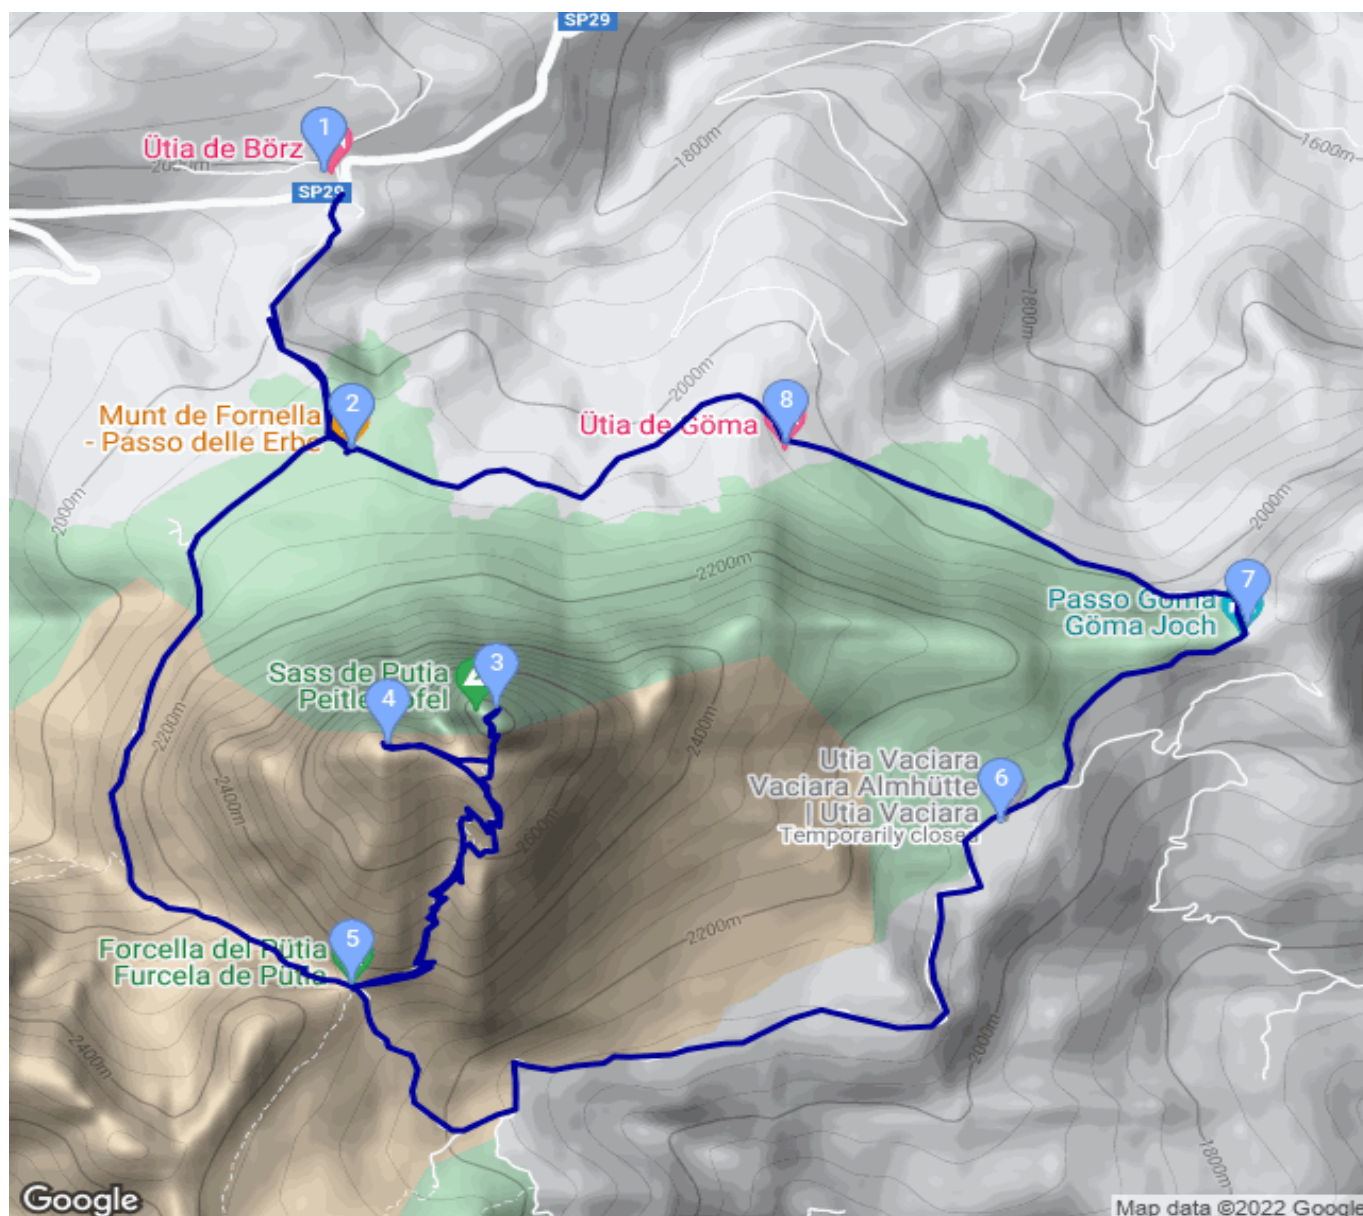 SP29
1
Ütia de Börz
2000m
SP29
1800m
1600m
1800m
2000m
2
Munt de Fornella
- Passo delle Erbe
8
Ütia de Göma
2000m
2000m
2200m
7
Passo Göma
Göma Joch
3
Sass de Putia
4
2200m
2400m
2400m
6
Utia Vaciara
Vaciara Almhütte
| Utia Vaciara
Temporarily closed
2600m
5
Forcella del Pütia
Furcela de Pütia
2200m
2000m
2400m
1800m
Google
Map data ©2022 Google